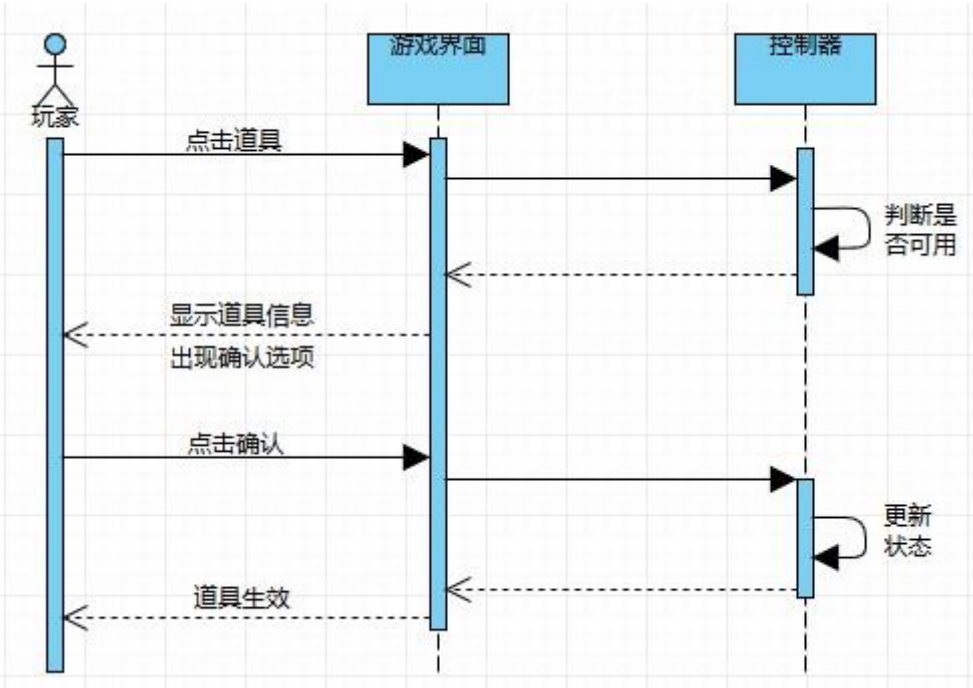 玩家
游戏界面
控制器
点击道具
判断是
否可用
显示道具信息
出现确认选项
点击确认
更新
状态
道具生效